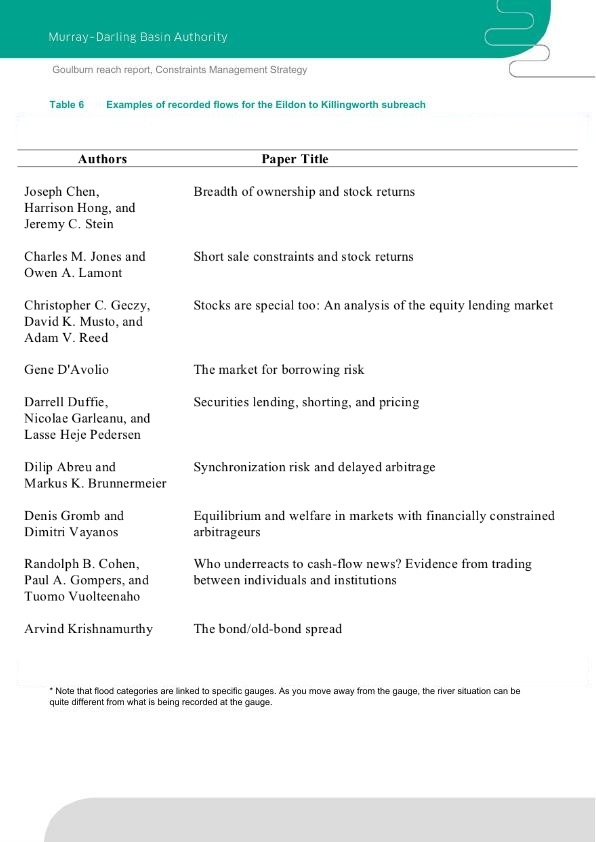 Murray–Darling Basin Authority
Goulburn reach report, Constraints Management Strategy
Table 6 Examples of recorded flows for the Eildon to Killingworth subreach
Authors Paper Title
Joseph Chen, Breadth of ownership and stock returns
Harrison Hong, and
Jeremy C. Stein
Charles M. Jones and Short sale constraints and stock returns
Owen A. Lamont
Christopher C. Geczy, Stocks are special too: An analysis of the equity lending market
David K. Musto, and
Adam V. Reed
Gene D'Avolio The market for borrowing risk
Darrell Duffie, Securities lending, shorting, and pricing
Nicolae Garleanu, and
Lasse Heje Pedersen
Dilip Abreu and Synchronization risk and delayed arbitrage
Markus K. Brunnermeier
Denis Gromb and Equilibrium and welfare in markets with financially constrained
Dimitri Vayanos arbitrageurs
Randolph B. Cohen, Who underreacts to cash-flow news? Evidence from trading
Paul A. Gompers, and between individuals and institutions
Tuomo Vuolteenaho
Arvind Krishnamurthy The bond/old-bond spread
* Note that flood categories are linked to specific gauges. As you move away from the gauge, the river situation can be
quite different from what is being recorded at the gauge.